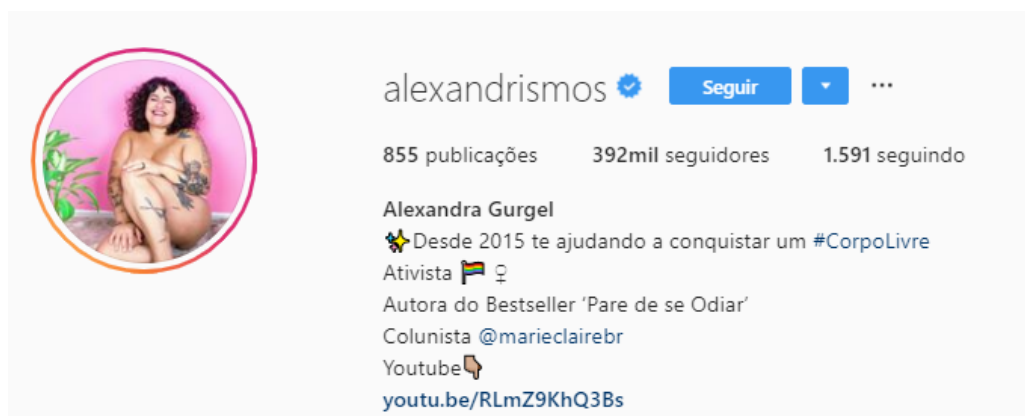 alexandrismos Seguir
855 publicações 392mil seguidores 1.591 seguindo
Alexandra Gurgel
✨Desde 2015 te ajudando a conquistar um #CorpoLivre
Ativista 🏳️‍🌈 ♀
Autora do Bestseller ‘Pare de se Odiar’
Colunista @marieclairebr
Youtube👇🏽
youtu.be/RLmZ9KhQ3Bs